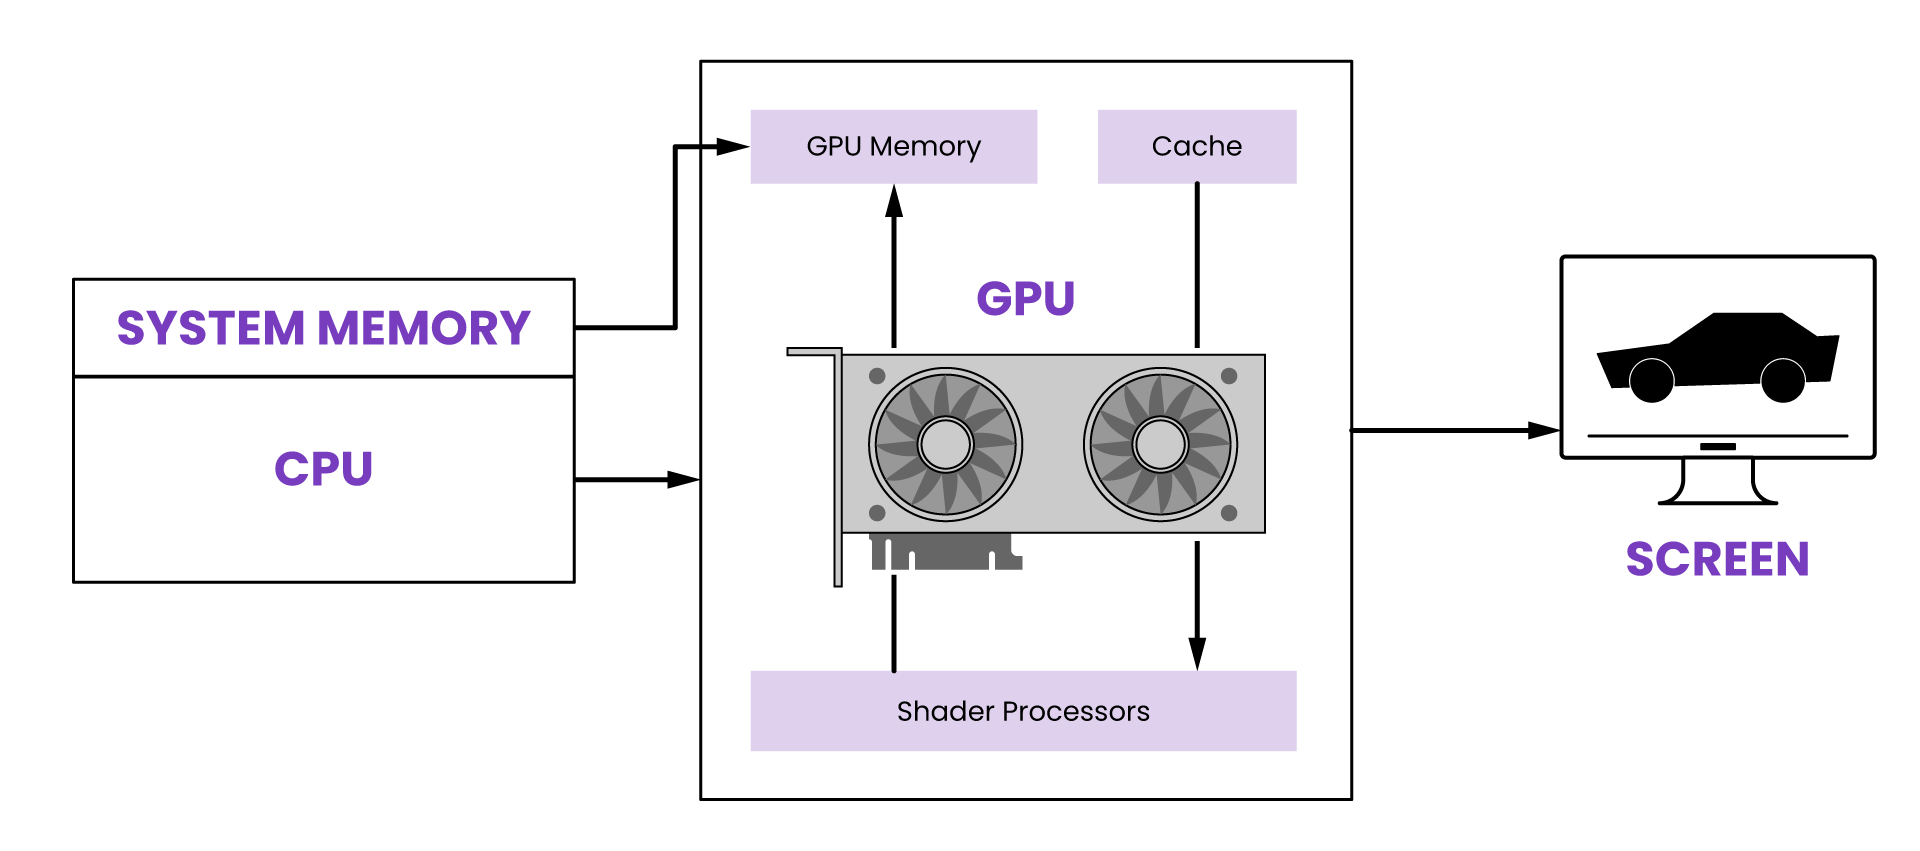 SYSTEM MEMORY
CPU
GPU Memory
Cache
GPU
Shader Processors
SCREEN